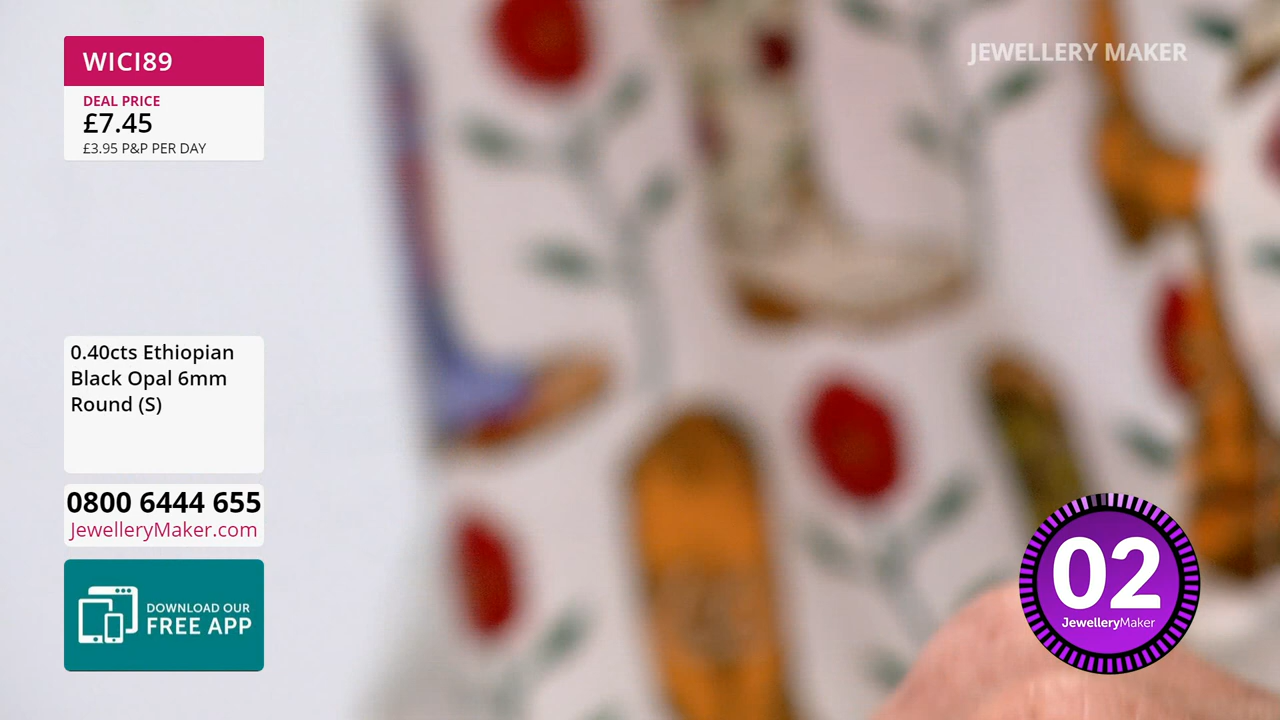 WICI89
DEAL PRICE
£7.45
£3.95 P&P PER DAY
JEWELLERY MAKER
0.40cts Ethiopian
Black Opal 6mm
Round (S)
0800 6444 655
JewelleryMaker.com
DOWNLOAD OUR
FREE APP
02
JewelleryMaker